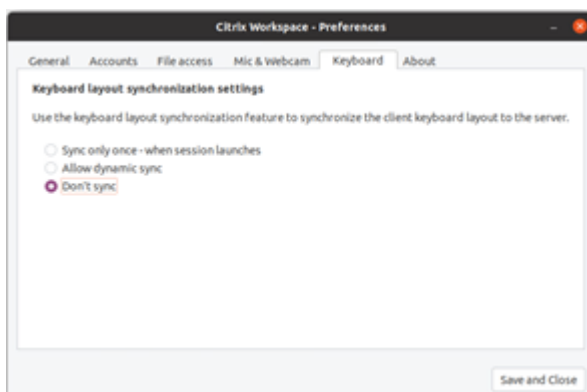 Citrix Workspace - Preferences
General Accounts File access Mic & Webcam Keyboard About
Keyboard layout synchronization settings
Use the keyboard layout synchronization feature to synchronize the client keyboard layout to the server.
Sync only once - when session launches
Allow dynamic sync
Don't sync
Save and Close